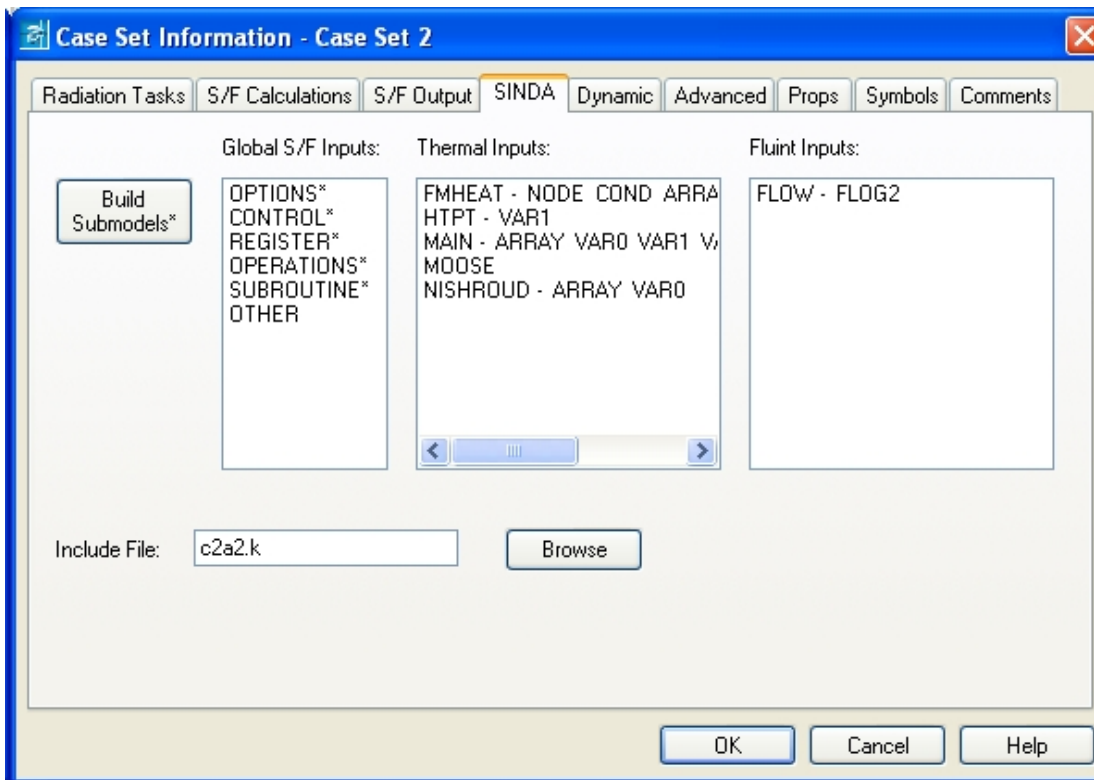 Case Set Information - Case Set 2
Radiation Tasks S/F Calculations S/F Output SINDA Dynamic Advanced Props Symbols Comments
Global S/F Inputs: Thermal Inputs: Fluint Inputs:
Build
Submodels*
OPTIONS*
CONTROL*
REGISTER*
OPERATIONS*
SUBROUTINE*
OTHER
FMHEAT - NODE COND ARRA
HTPT - VAR1
MAIN - ARRAY VAR0 VAR1
MOOSE
NISHROUD - ARRAY VAR0
FLOW - FLOG2
Include File: c2a2.k Browse
OK Cancel Help